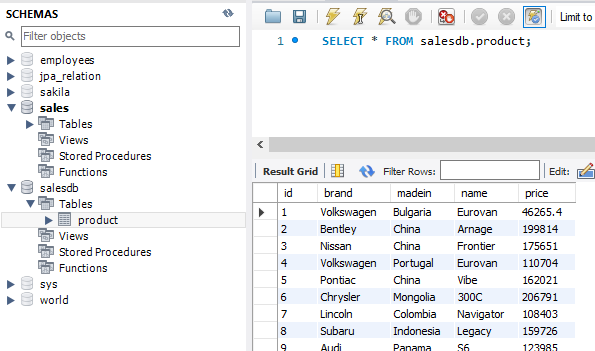 SCHEMAS
Filter objects
employees
jpa_relation
sakila
sales
Tables
Views
Stored Procedures
Functions
salesdb
Tables
product
Views
Stored Procedures
Functions
sys
world
Limit to
1 SELECT * FROM salesdb.product;
Result Grid Filter Rows: Edit:
id brand madein name price
1 Volkswagen Bulgaria Eurovan 46265.4
2 Bentley China Arnage 199814
3 Nissan China Frontier 175651
4 Volkswagen Portugal Eurovan 110704
5 Pontiac China Vibe 162021
6 Chrysler Mongolia 300C 206791
7 Lincoln Colombia Navigator 108403
8 Subaru Indonesia Legacy 159726
9 Audi Panama S6 123985